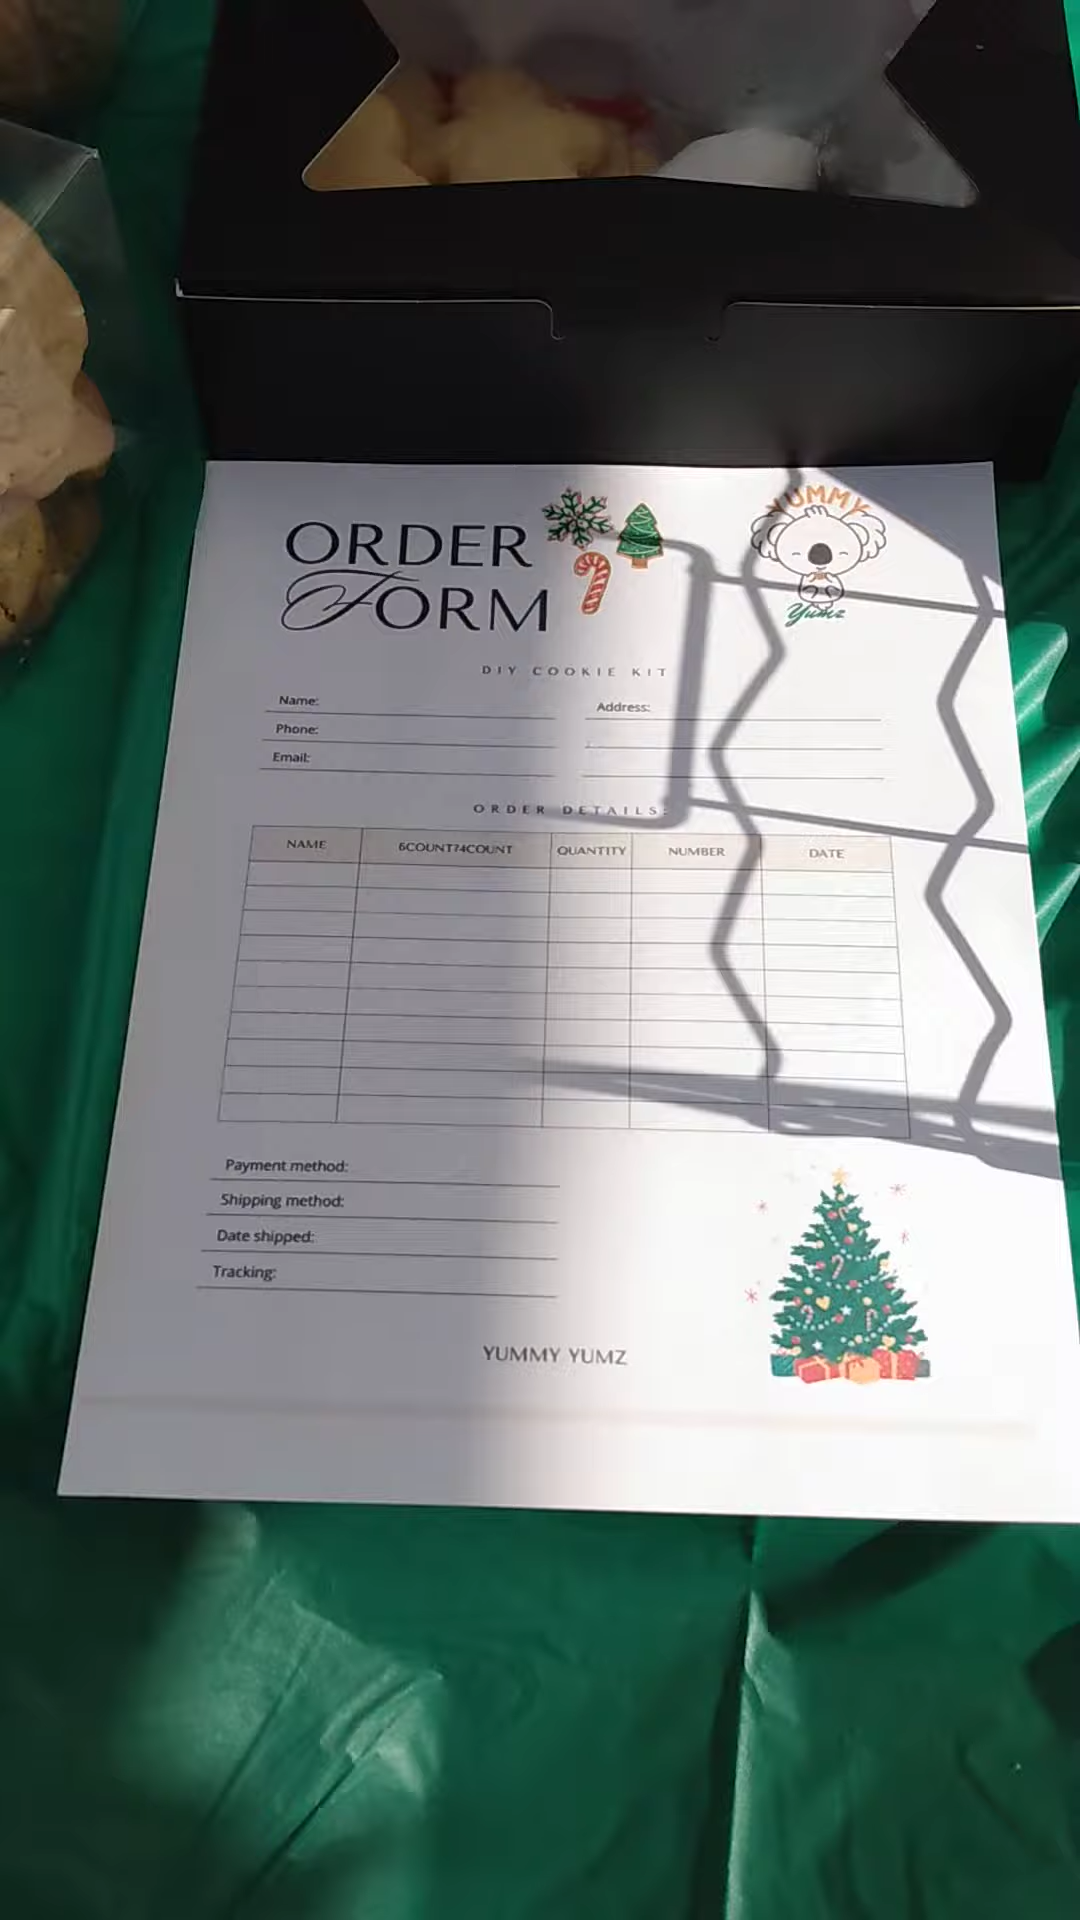 ORDER
FORM
YUMMY
Yumz
DIY COOKIE KIT
Name:
Address:
Phone:
Email:
ORDER DETAILS:
NAME 6COUNT?4COUNT QUANTITY NUMBER DATE
Payment method:
Shipping method:
Date shipped:
Tracking:
YUMMY YUMZ